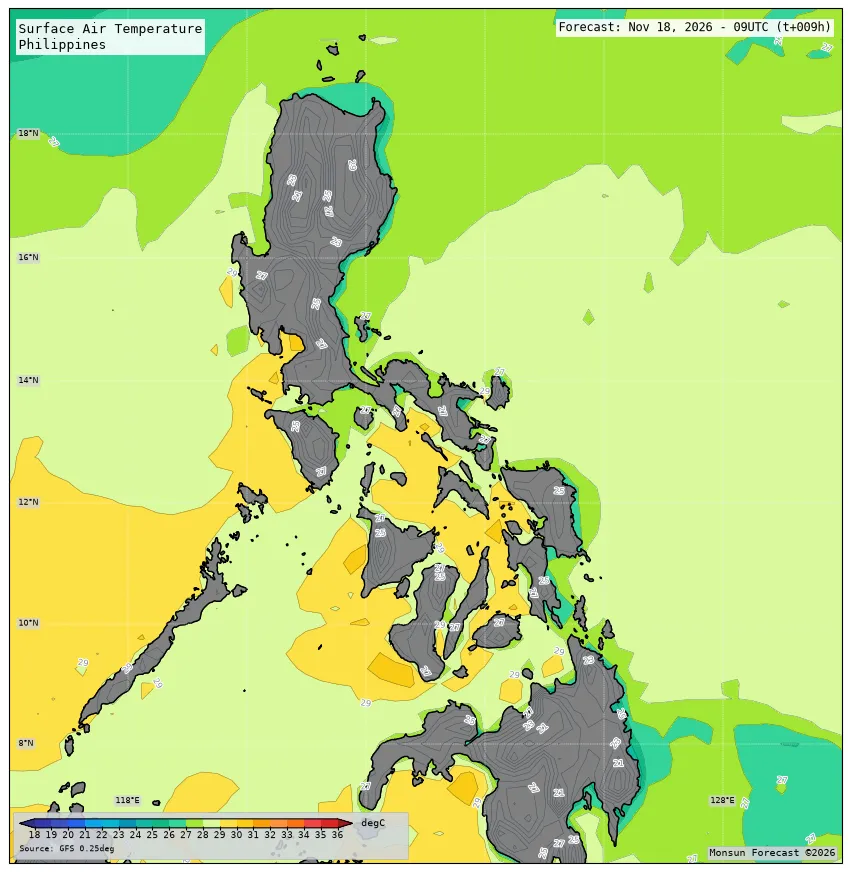 Surface Air Temperature
Philippines
Forecast: Nov 18, 2026 - 09UTC (t+009h)
18°N
16°N
14°N
12°N
10°N
8°N
118°E
128°E
18 19 20 21 22 23 24 25 26 27 28 29 30 31 32 33 34 35 36
degC
Source: GFS 0.25deg
Monsun Forecast ©2026